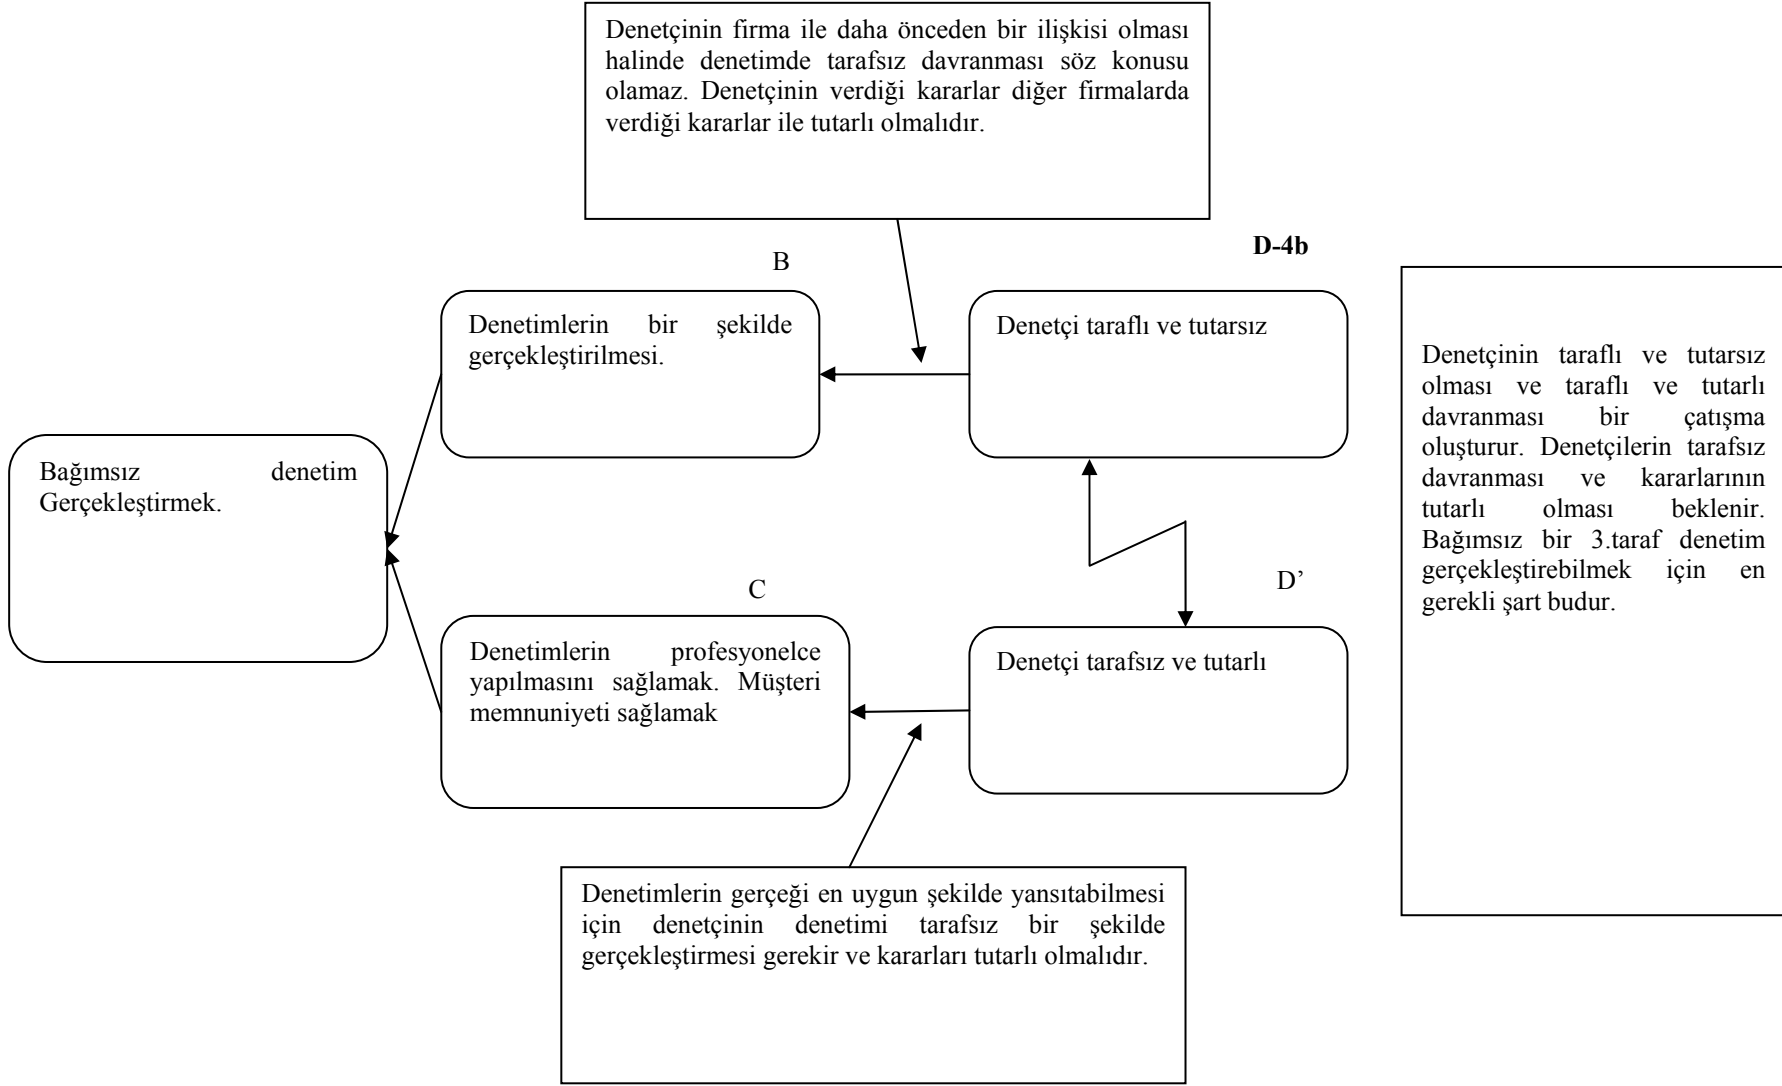 Denetçinin firma ile daha önceden bir ilişkisi olması
halinde denetimde tarafsız davranması söz konusu
olamaz. Denetçinin verdiği kararlar diğer firmalarda
verdiği kararlar ile tutarlı olmalıdır.
B
D-4b
Denetimlerin bir şekilde
gerçekleştirilmesi.
Denetçi taraflı ve tutarsız
Denetçinin taraflı ve tutarsız
olması ve taraflı ve tutarlı
davranması bir çatışma
oluşturur. Denetçilerin tarafsız
davranması ve kararlarının
tutarlı olması beklenir.
Bağımsız bir 3.taraf denetim
gerçekleştirebilmek için en
gerekli şart budur.
Bağımsız denetim
Gerçekleştirmek.
C
D’
Denetimlerin profesyonelce
yapılmasını sağlamak. Müşteri
memnuniyeti sağlamak
Denetçi tarafsız ve tutarlı
Denetimlerin gerçeği en uygun şekilde yansıtabilmesi
için denetçinin denetimi tarafsız bir şekilde
gerçekleştirmesi gerekir ve kararları tutarlı olmalıdır.